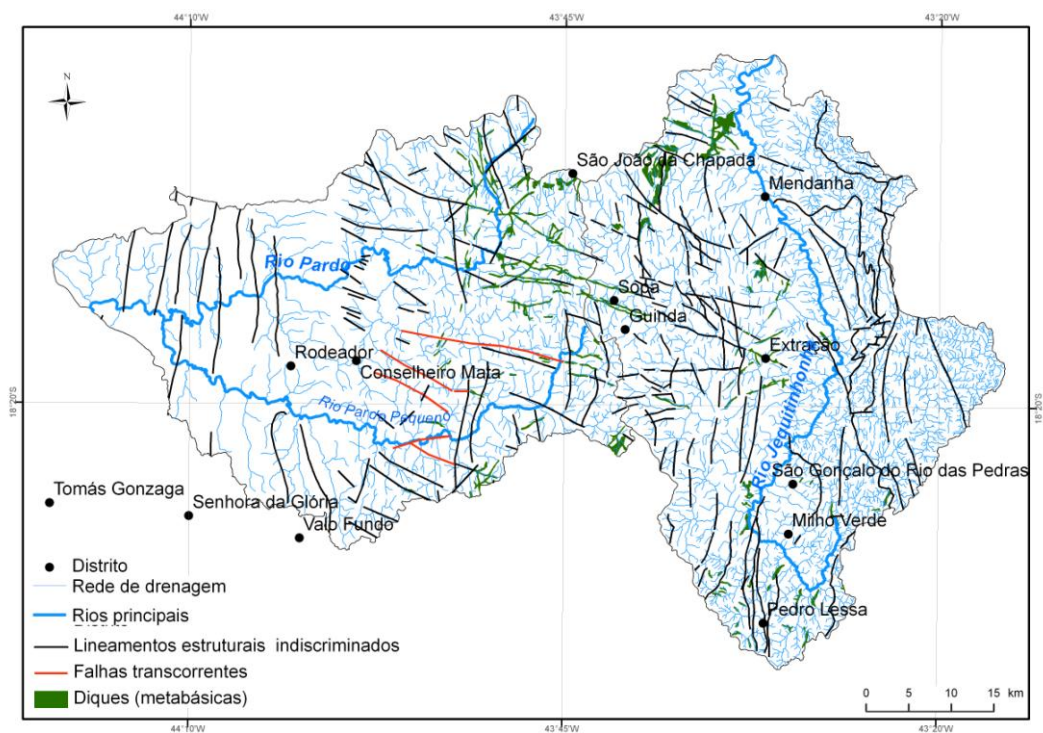 44°10'W
43°45'W
43°20'W
N
São João da Chapada
Mendanha
Rio Pardo
Sopa
Guinda
Extração
Rodeador
Conselheiro Mata
18°20'S
18°20'S
Rio Pardo Pequeno
Rio Jequitinhonha
São Gonçalo do Rio das Pedras
Tomás Gonzaga
Senhora da Glória
Valo Fundo
Milho Verde
Pedro Lessa
Distrito
Rede de drenagem
Rios principais
Lineamentos estruturais indiscriminados
Falhas transcorrentes
Diques (metabásicas)
0 5 10 15 km
44°10'W
43°45'W
43°20'W